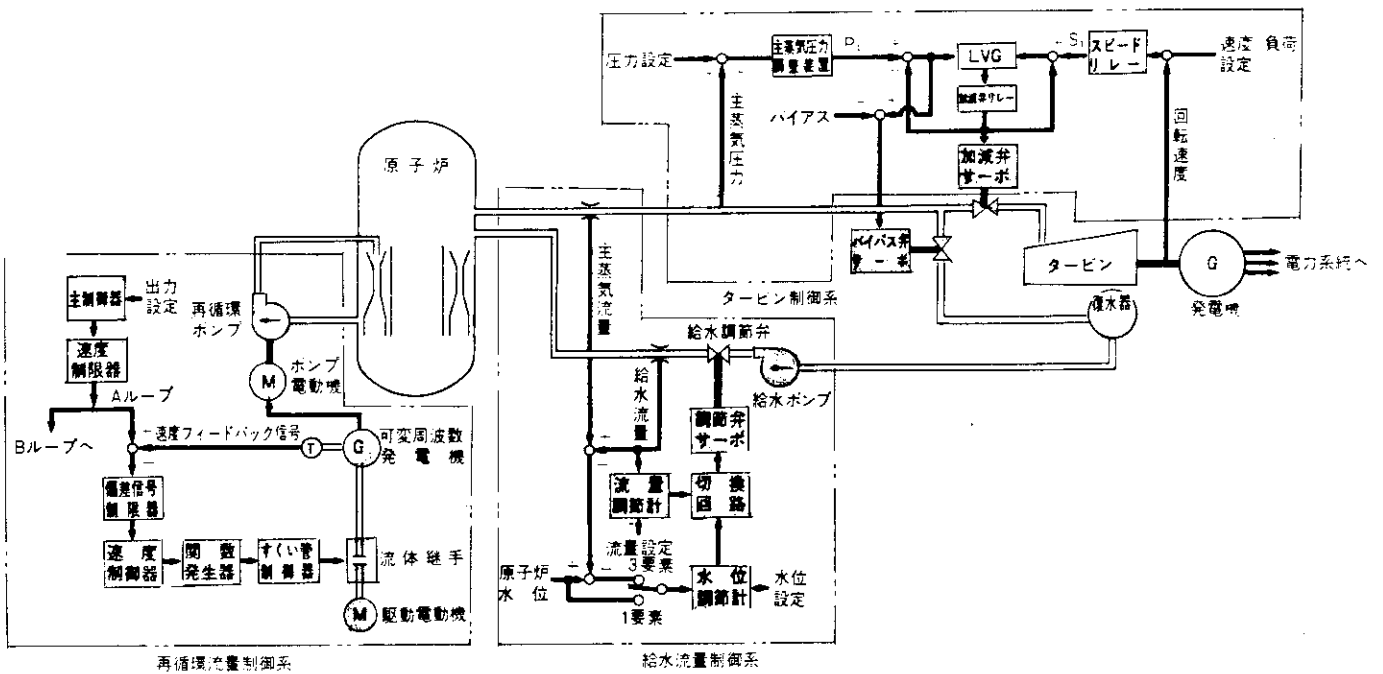 圧力設定
主蒸気圧力
調整装置
P₁
LVG
S₁
スピード
リレー
速度 負荷
設定
加減弁リレー
バイアス
主蒸気圧力
回転速度
加減弁
サーボ
原子炉
バイパス弁
サーボ
タービン
G
発電機
電力系統へ
タービン制御系
復水器
主蒸気流量
給水調節弁
給水ポンプ
給水流量
調節弁
サーボ
流量
調節計
切換
回路
流量設定
3要素
原子炉
水位
1要素
水位
調節計
水位
設定
給水流量制御系
主制御器
出力
設定
再循環
ポンプ
速度
制限器
M
ポンプ
電動機
Aループ
Bループへ
速度フィードバック信号
T
G
可変周波数
発電機
偏差信号
制限器
速度
制御器
関数
発生器
すくい管
制御器
流体継手
M
駆動電動機
再循環流量制御系